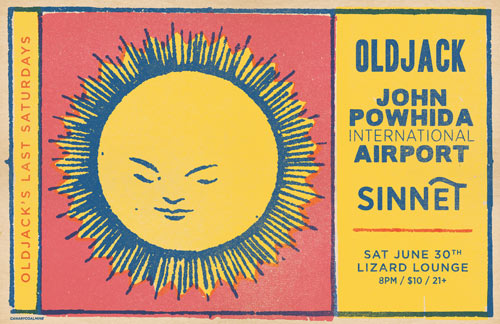 OLDJACK'S LAST SATURDAYS
OLDJACK
JOHN
POWHIDA
INTERNATIONAL
AIRPORT
SINNET
SAT JUNE 30TH
LIZARD LOUNGE
8PM / $10 / 21+